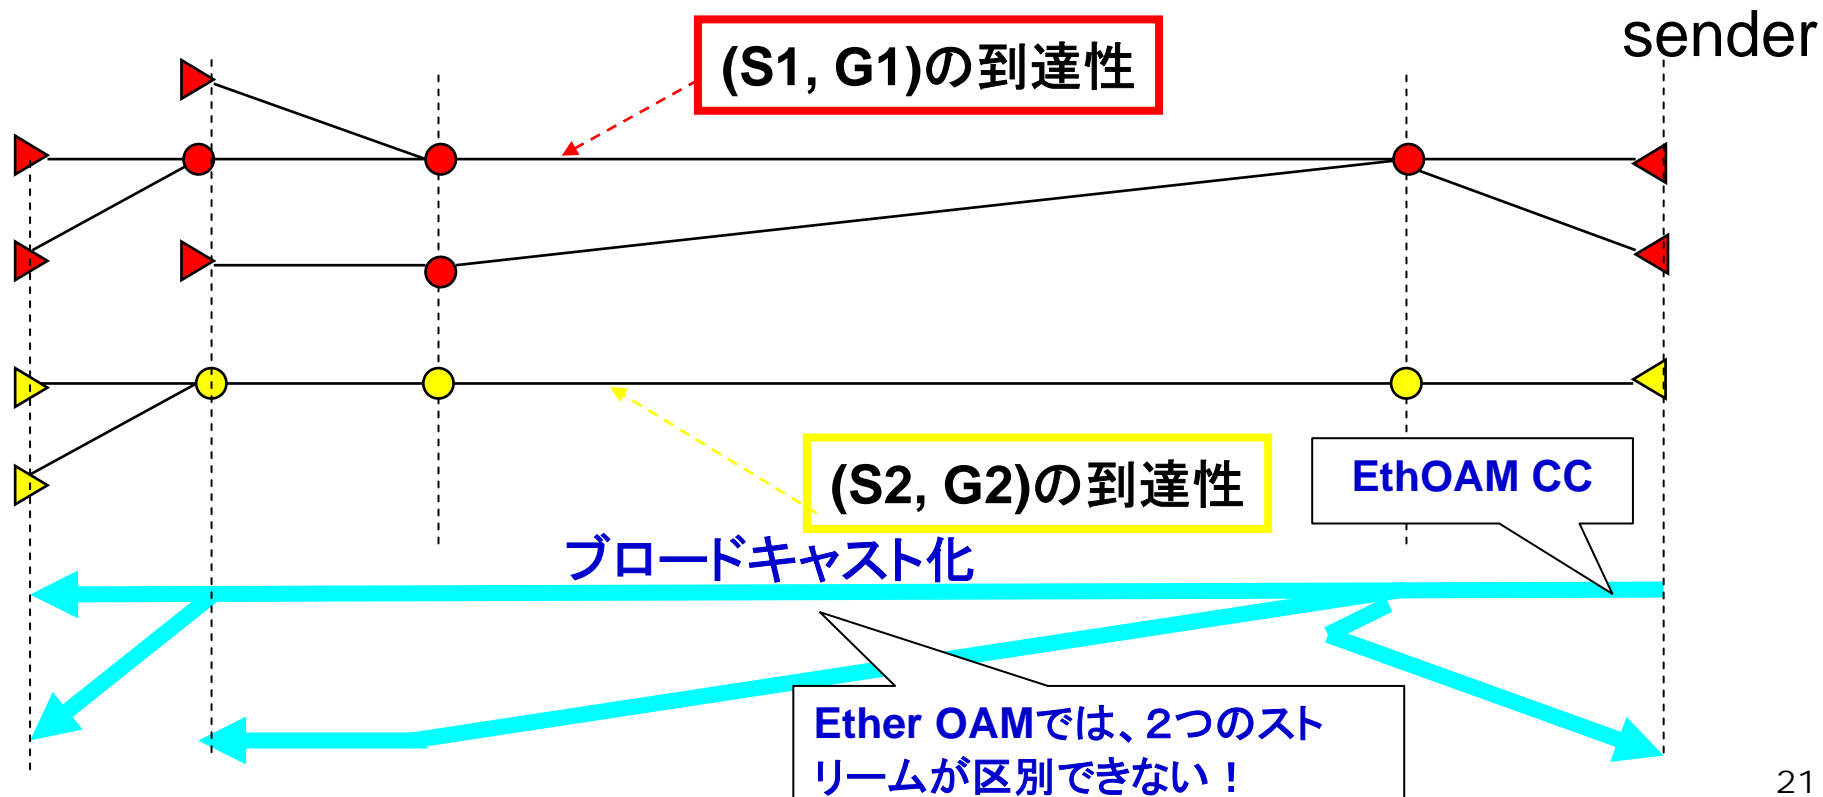 sender
(S1, G1)の到達性
(S2, G2)の到達性
EthOAM CC
ブロードキャスト化
Ether OAMでは、２つのスト
リームが区別できない！
21